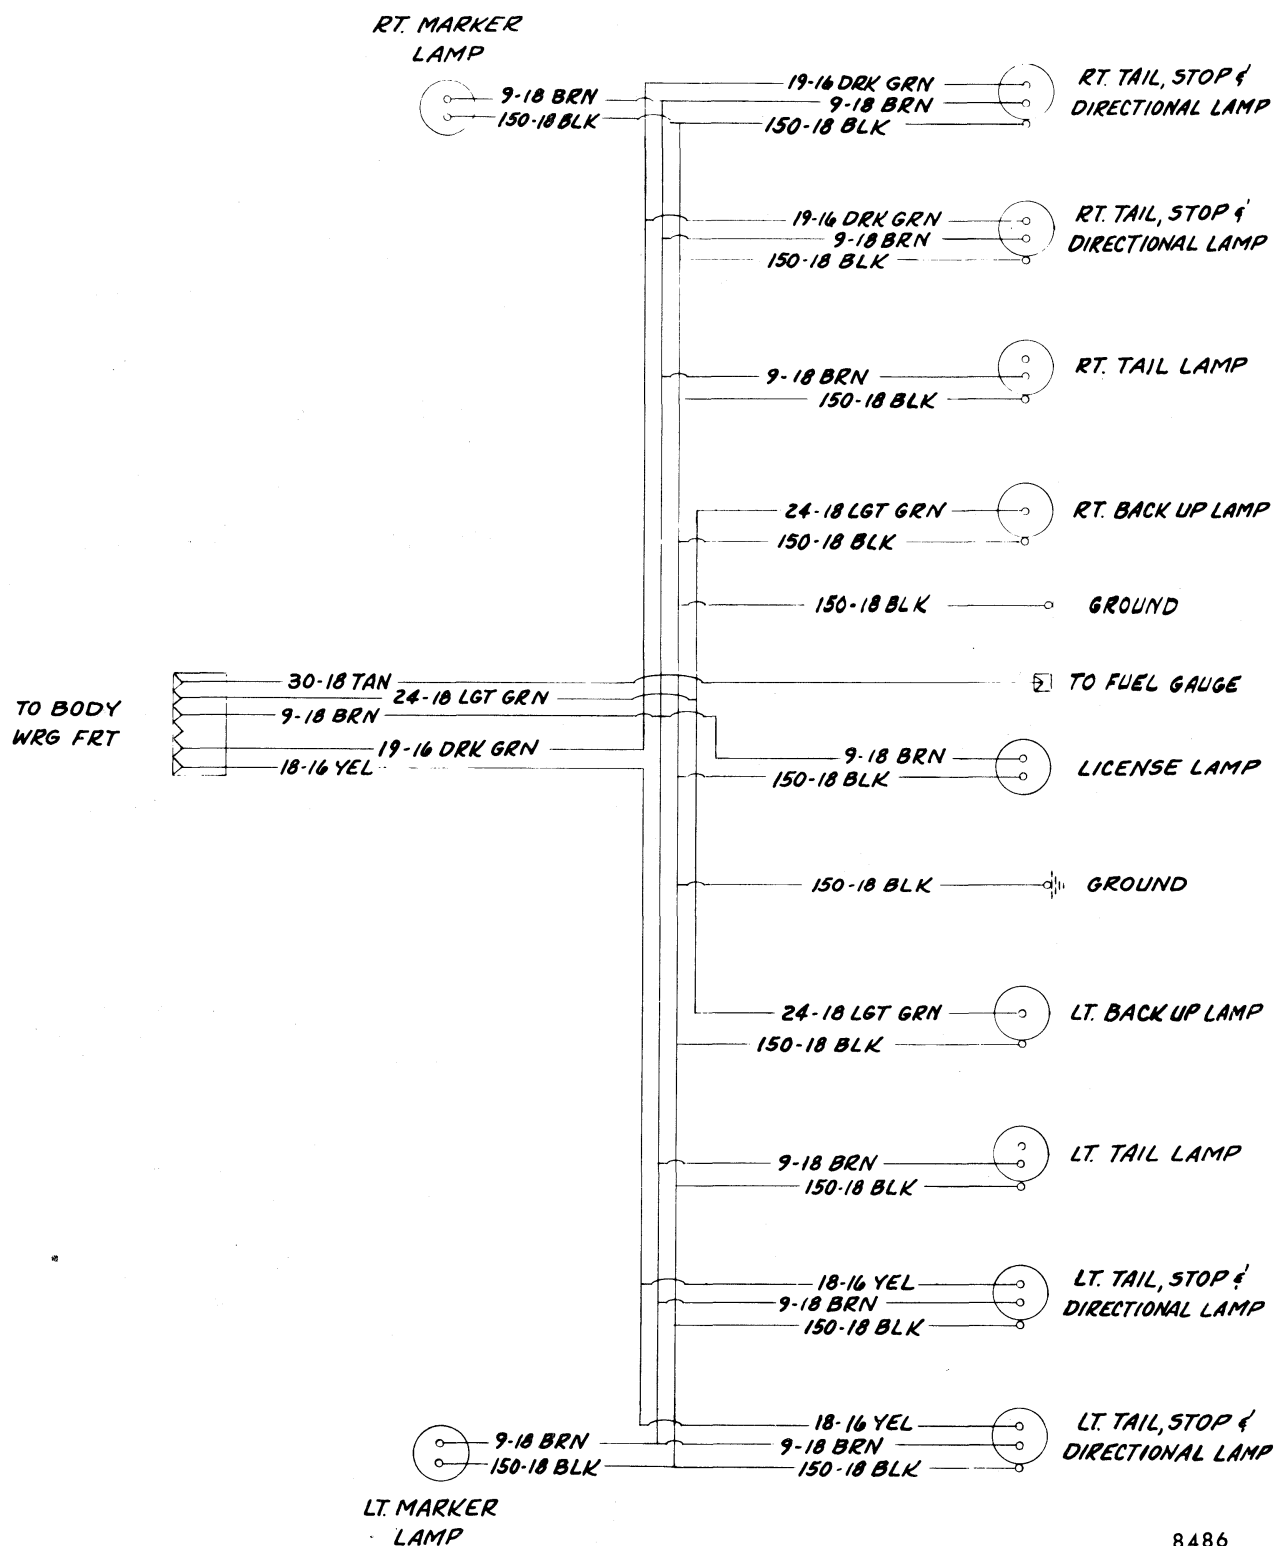 RT. MARKER
LAMP
9-18 BRN
150-18 BLK
19-16 DRK GRN
9-18 BRN
150-18 BLK
RT. TAIL, STOP &
DIRECTIONAL LAMP
19-16 DRK GRN
9-18 BRN
150-18 BLK
RT. TAIL, STOP &
DIRECTIONAL LAMP
9-18 BRN
150-18 BLK
RT. TAIL LAMP
24-18 LGT GRN
150-18 BLK
RT. BACK UP LAMP
150-18 BLK
GROUND
TO BODY
WRG FRT
30-18 TAN
24-18 LGT GRN
9-18 BRN
19-16 DRK GRN
18-16 YEL
TO FUEL GAUGE
9-18 BRN
150-18 BLK
LICENSE LAMP
150-18 BLK
GROUND
24-18 LGT GRN
150-18 BLK
LT. BACK UP LAMP
9-18 BRN
150-18 BLK
LT. TAIL LAMP
18-16 YEL
9-18 BRN
150-18 BLK
LT. TAIL, STOP &
DIRECTIONAL LAMP
18-16 YEL
9-18 BRN
150-18 BLK
LT. TAIL, STOP &
DIRECTIONAL LAMP
9-18 BRN
150-18 BLK
LT. MARKER
LAMP
8486